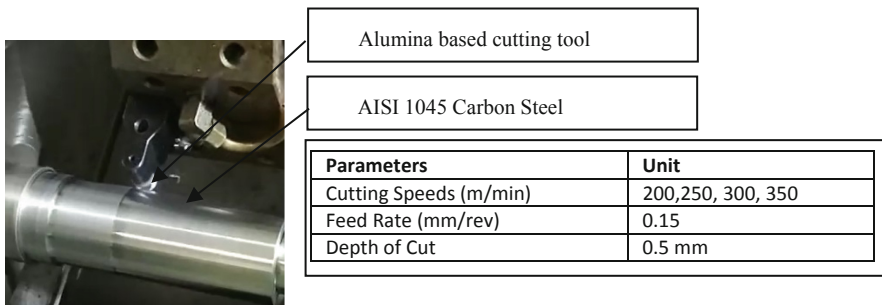 Alumina based cutting tool
AISI 1045 Carbon Steel
Parameters Unit
Cutting Speeds (m/min) 200,250, 300, 350
Feed Rate (mm/rev) 0.15
Depth of Cut 0.5 mm